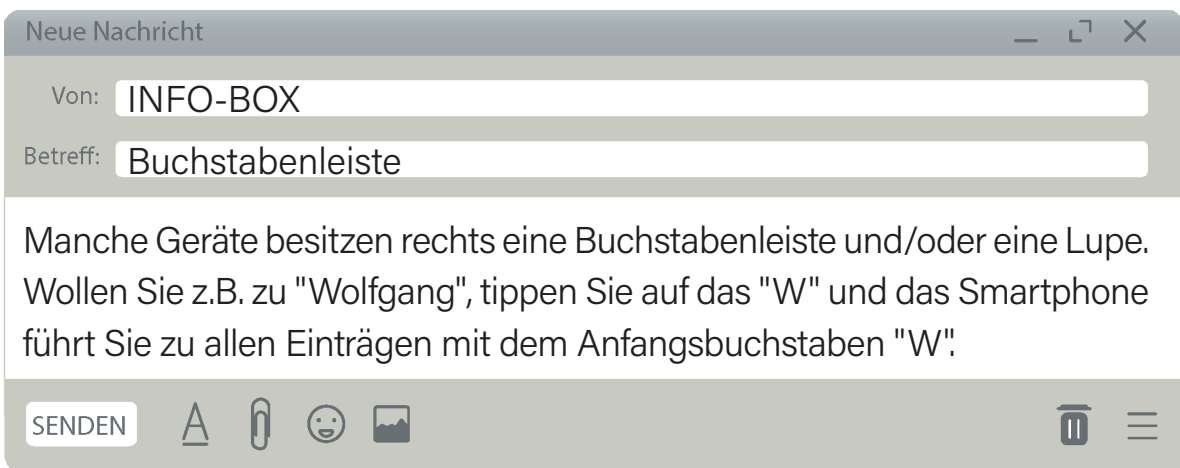 Neue Nachricht
Von: INFO-BOX
Betreff: Buchstabenleiste
Manche Geräte besitzen rechts eine Buchstabenleiste und/oder eine Lupe.
Wollen Sie z.B. zu "Wolfgang", tippen Sie auf das "W" und das Smartphone
führt Sie zu allen Einträgen mit dem Anfangsbuchstaben "W".
SENDEN A